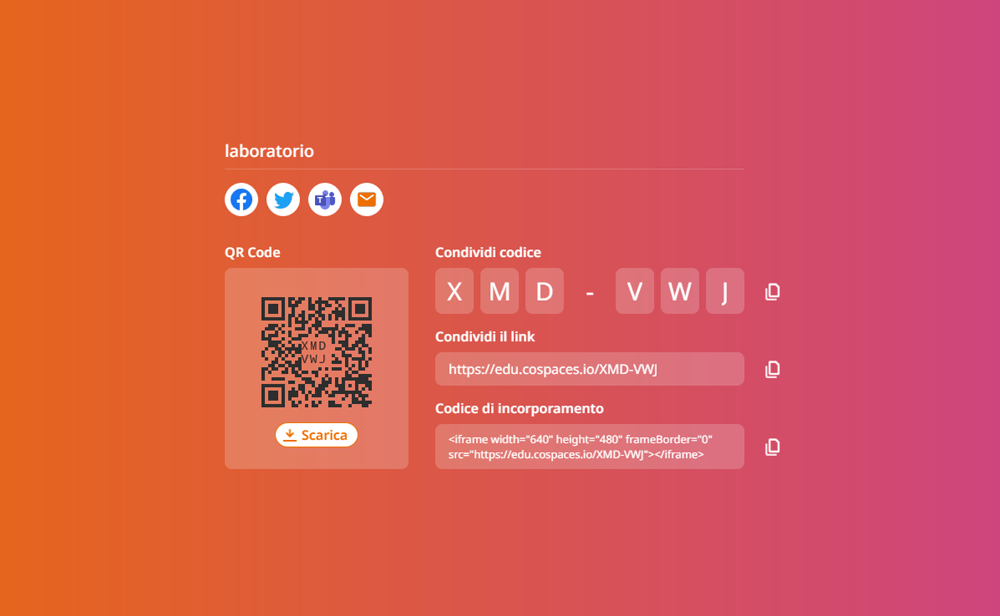 laboratorio
QR Code
XMD
VWJ
Scarica
Condividi codice
X M D - V W J
Condividi il link
https://edu.cospaces.io/XMD-VWJ
Codice di incorporamento
<iframe width="640" height="480" frameBorder="0"
src="https://edu.cospaces.io/XMD-VWJ"></iframe>